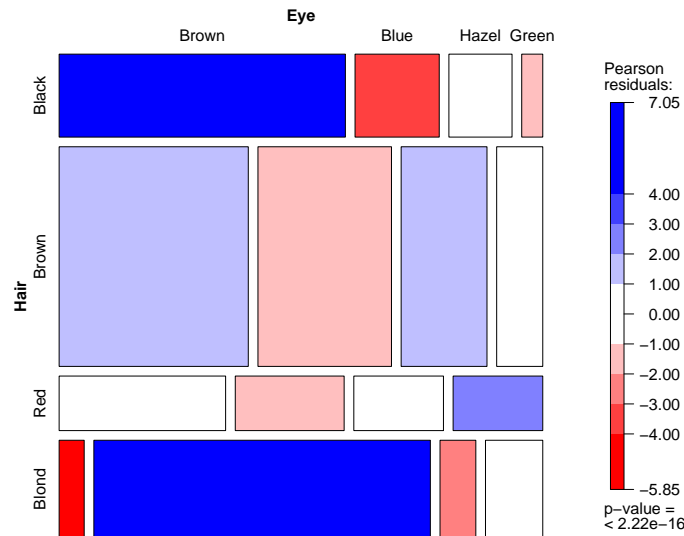 Eye
Brown Blue Hazel Green
Hair
Black
Brown
Red
Blond
Pearson
residuals:
7.05
4.00
3.00
2.00
1.00
0.00
−1.00
−2.00
−3.00
−4.00
−5.85
p−value =
< 2.22e−16